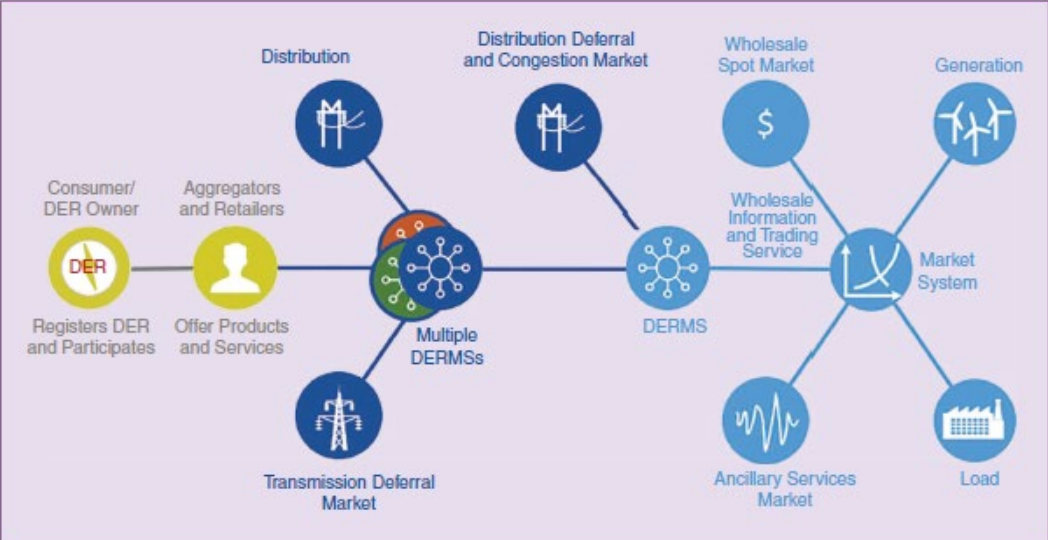 Distribution
Distribution Deferral
and Congestion Market
Wholesale
Spot Market
Generation
$
Consumer/
DER Owner
Aggregators
and Retailers
Wholesale
Information
and Trading
Service
DER
Market
System
Registers DER
and Participates
Offer Products
and Services
Multiple
DERMSs
DERMS
Transmission Deferral
Market
Ancillary Services
Market
Load